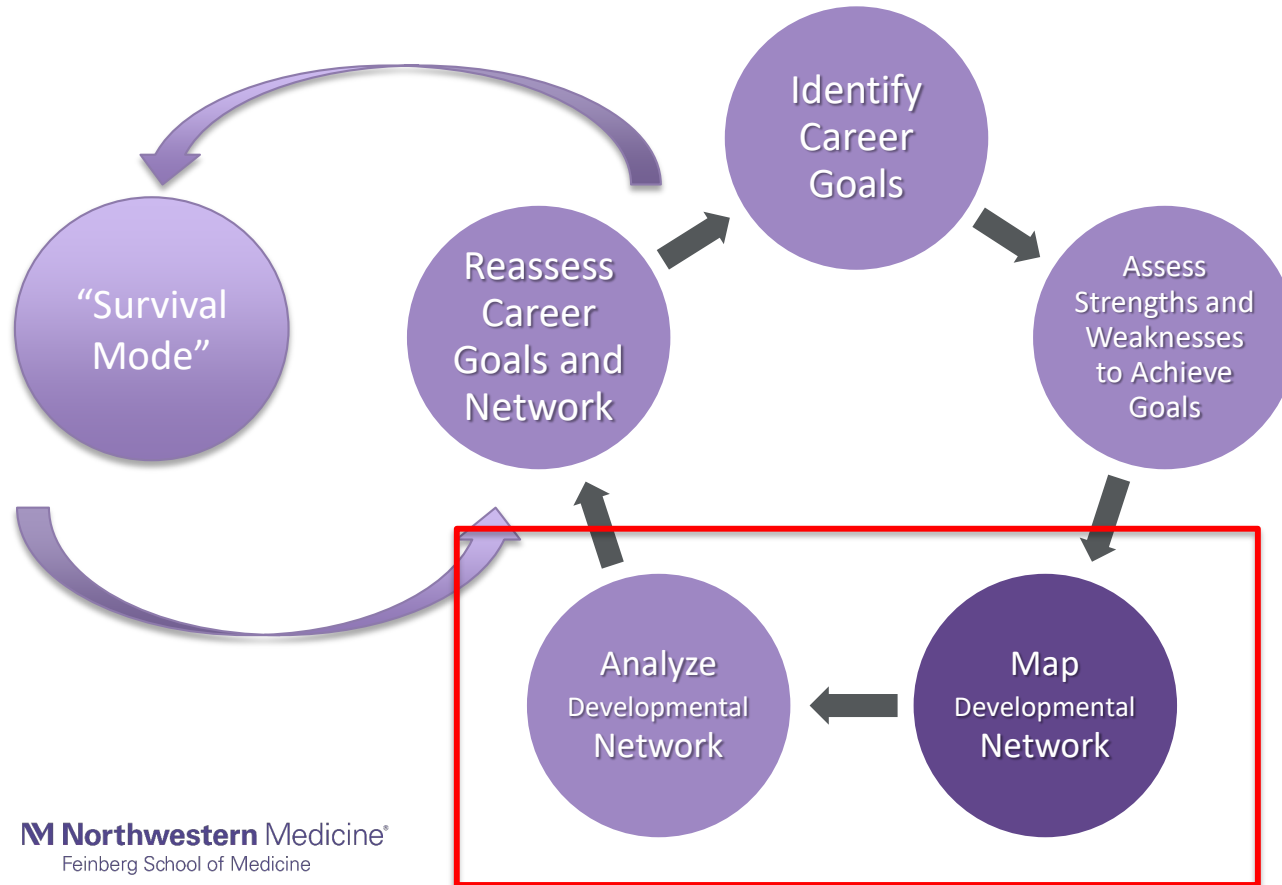 Identify
Career
Goals
Assess
Strengths and
Weaknesses
to Achieve
Goals
Map
Developmental
Network
Analyze
Developmental
Network
Reassess
Career
Goals and
Network
“Survival
Mode”
NM Northwestern Medicine®
Feinberg School of Medicine